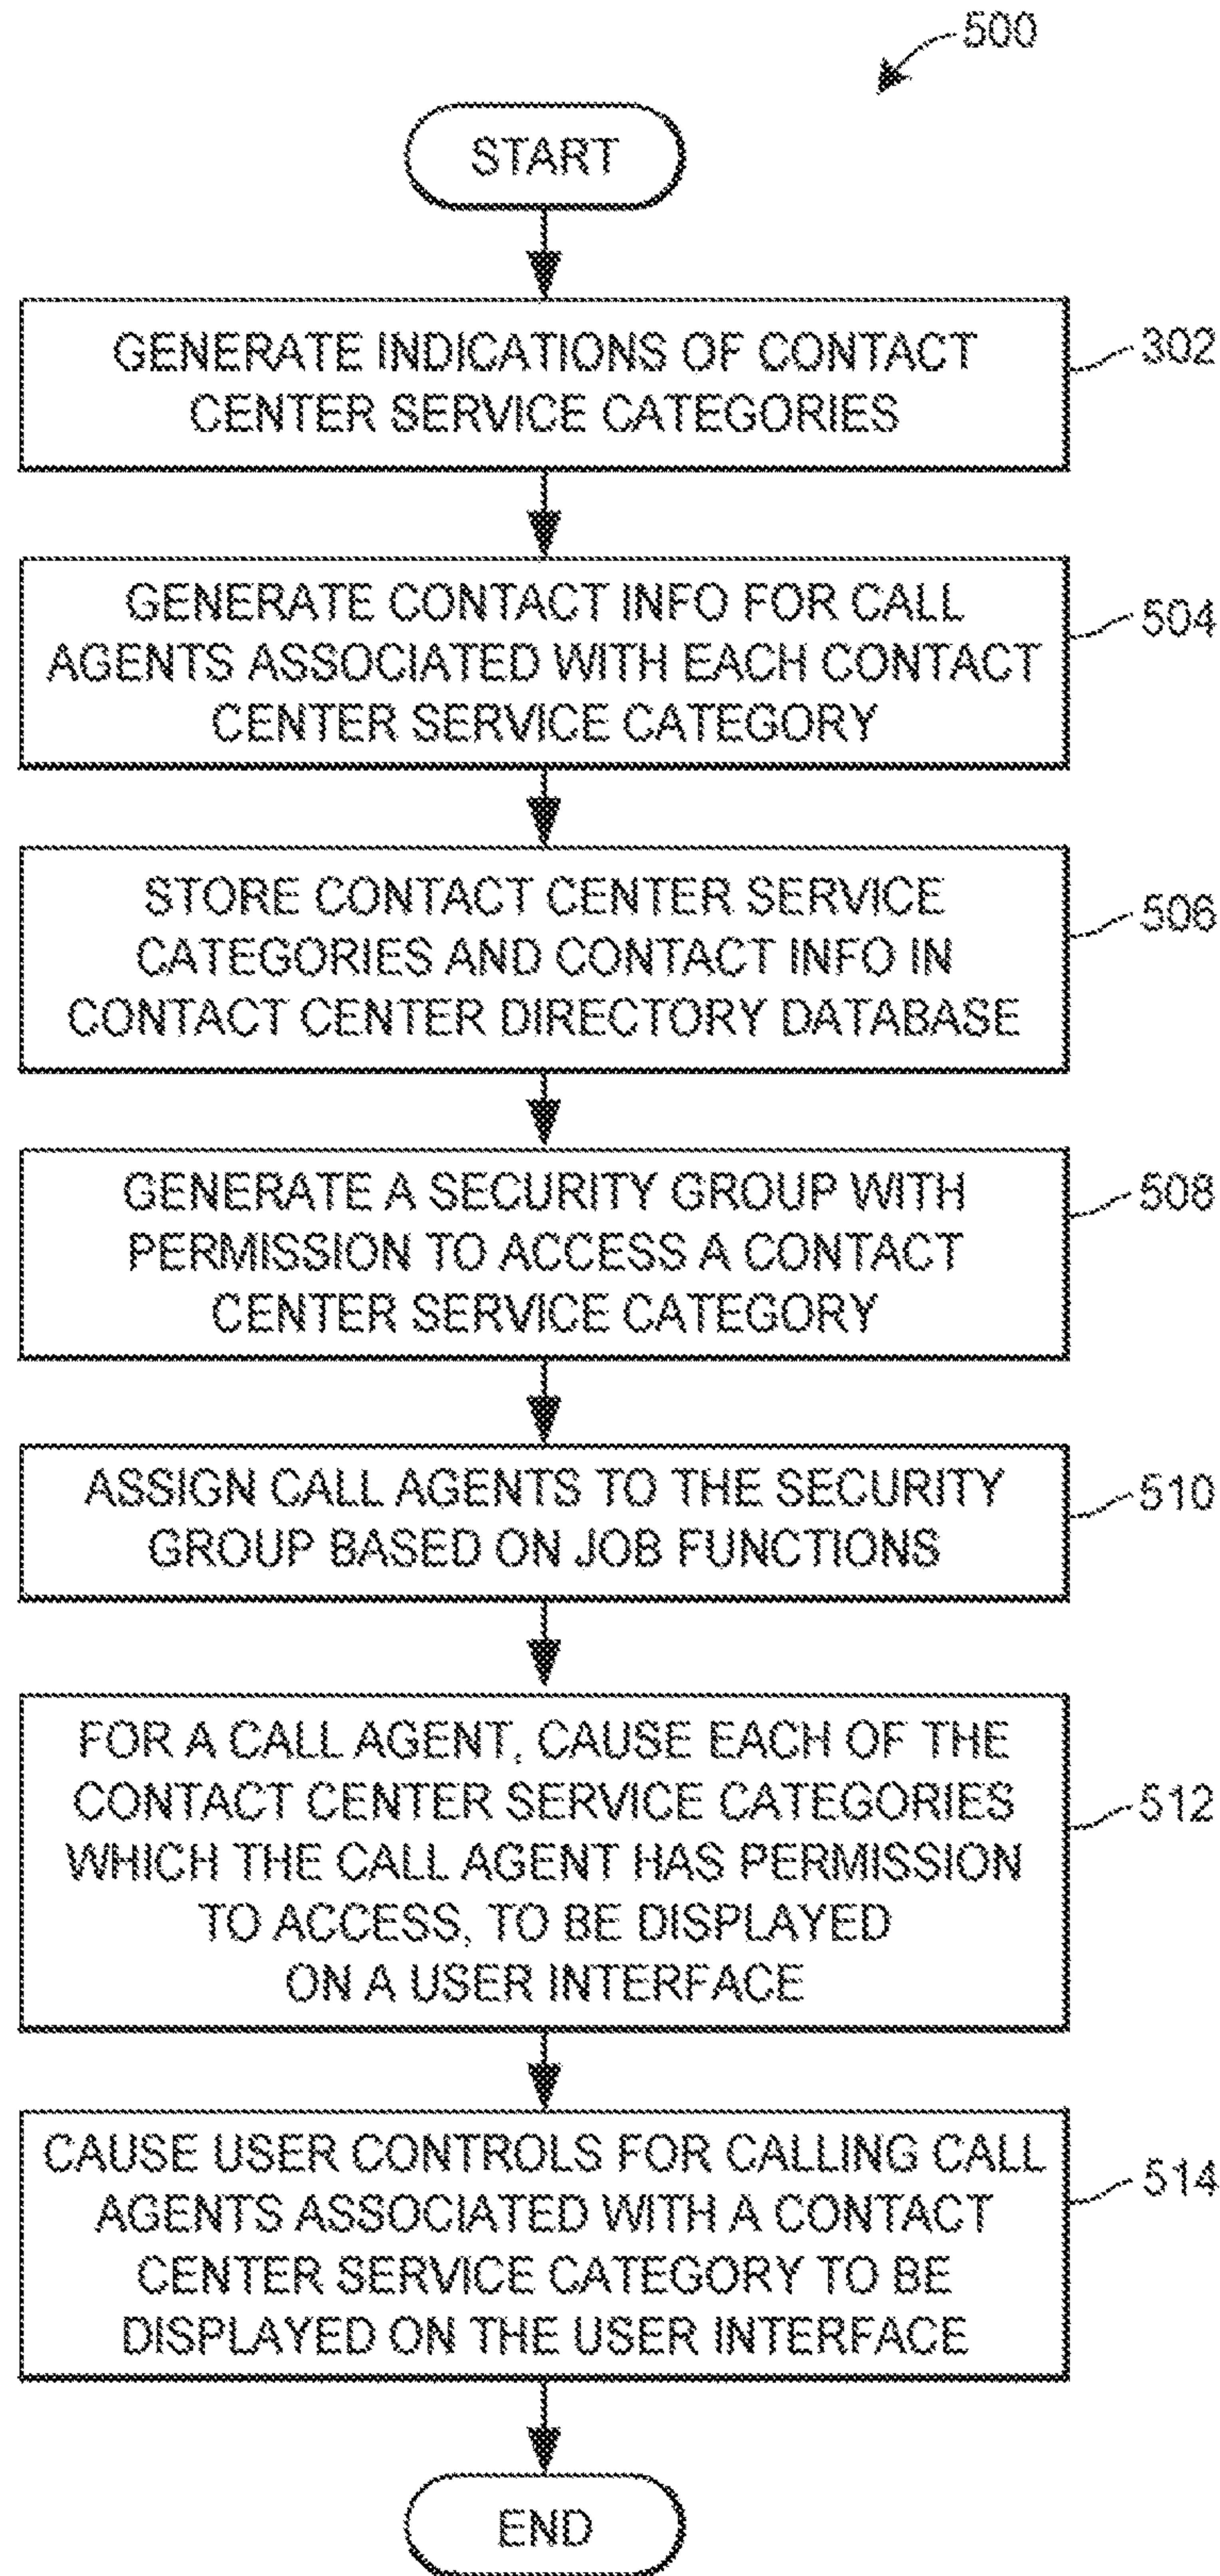 500
START
GENERATE INDICATIONS OF CONTACT
CENTER SERVICE CATEGORIES
302
GENERATE CONTACT INFO FOR CALL
AGENTS ASSOCIATED WITH EACH CONTACT
CENTER SERVICE CATEGORY
504
STORE CONTACT CENTER SERVICE
CATEGORIES AND CONTACT INFO IN
CONTACT CENTER DIRECTORY DATABASE
506
GENERATE A SECURITY GROUP WITH
PERMISSION TO ACCESS A CONTACT
CENTER SERVICE CATEGORY
508
ASSIGN CALL AGENTS TO THE SECURITY
GROUP BASED ON JOB FUNCTIONS
510
FOR A CALL AGENT, CAUSE EACH OF THE
CONTACT CENTER SERVICE CATEGORIES
WHICH THE CALL AGENT HAS PERMISSION
TO ACCESS, TO BE DISPLAYED
ON A USER INTERFACE
512
CAUSE USER CONTROLS FOR CALLING CALL
AGENTS ASSOCIATED WITH A CONTACT
CENTER SERVICE CATEGORY TO BE
DISPLAYED ON THE USER INTERFACE
514
END